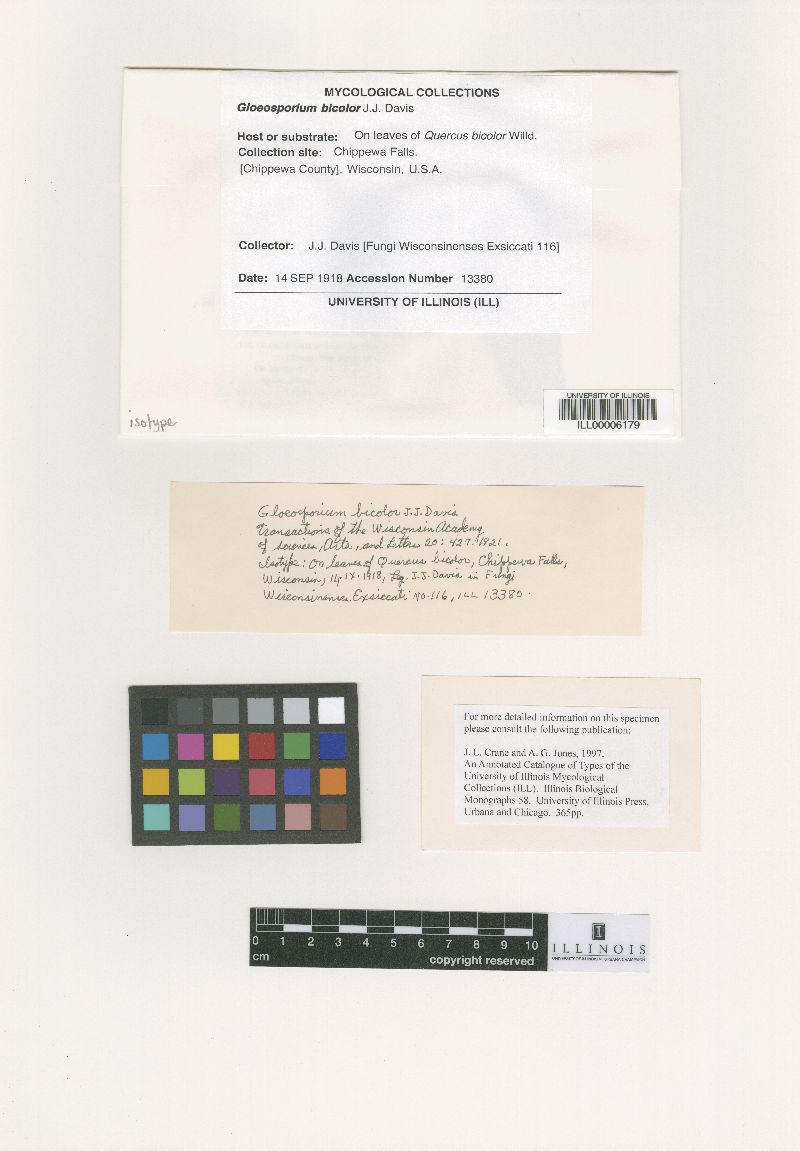 MYCOLOGICAL COLLECTIONS
Gloeosporium bicolor J.J. Davis
Host or substrate: On leaves of Quercus bicolor Willd.
Collection site: Chippewa Falls.
[Chippewa County], Wisconsin, U.S.A.
Collector: J.J. Davis [Fungi Wisconsinenses Exsiccati 116]
Date: 14 SEP 1918 Accession Number 13380
UNIVERSITY OF ILLINOIS (ILL)
isotype
UNIVERSITY OF ILLINOIS
ILL00006179
Gloeosporium bicolor J.J. Davis
Transactions of the Wisconsin Academy
of Sciences, Arts, and Letters 20: 427. 1821.
Isotype: On leaves of Quercus bicolor, Chippewa Falls,
Wisconsin, 14·IX·1918, Leg. J.J. Davis in Fungi
Wisconsinenses Exsiccati no. 116, ILL 13380.
For more detailed information on this specimen
please consult the following publication:
J. L. Crane and A. G. Jones, 1997.
An Annotated Catalogue of Types of the
University of Illinois Mycological
Collections (ILL). Illinois Biological
Monographs 58. University of Illinois Press,
Urbana and Chicago. 365pp.
0 1 2 3 4 5 6 7 8 9 10
cm copyright reserved
I
ILLINOIS
UNIVERSITY OF ILLINOIS AT URBANA-CHAMPAIGN